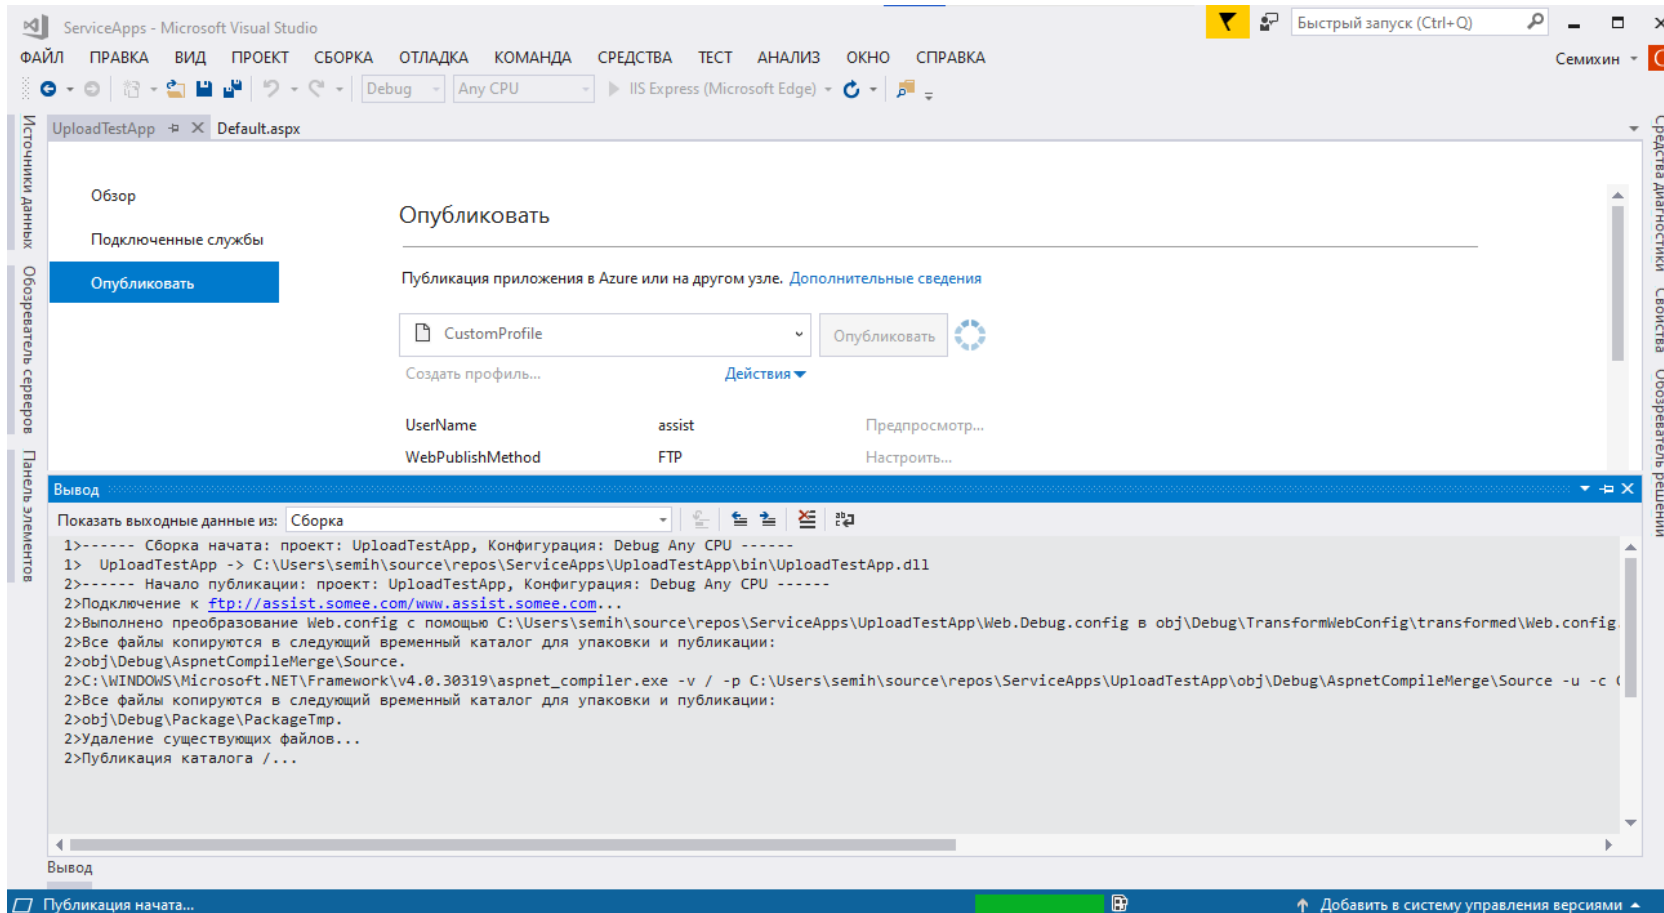 ServiceApps - Microsoft Visual Studio
Быстрый запуск (Ctrl+Q)
ФАЙЛ ПРАВКА ВИД ПРОЕКТ СБОРКА ОТЛАДКА КОМАНДА СРЕДСТВА ТЕСТ АНАЛИЗ ОКНО СПРАВКА
Семихин
Debug Any CPU IIS Express (Microsoft Edge)
UploadTestApp Default.aspx
Источники данных
Обозреватель серверов
Панель элементов
Обзор
Подключенные службы
Опубликовать
Опубликовать
Публикация приложения в Azure или на другом узле. Дополнительные сведения
CustomProfile
Опубликовать
Создать профиль... Действия
UserName assist Предпросмотр...
WebPublishMethod FTP Настроить...
Средства диагностики
Свойства
Обозреватель решений
Вывод
Показать выходные данные из: Сборка
1>------ Сборка начата: проект: UploadTestApp, Конфигурация: Debug Any CPU ------
1> UploadTestApp -> C:\Users\semih\source\repos\ServiceApps\UploadTestApp\bin\UploadTestApp.dll
2>------ Начало публикации: проект: UploadTestApp, Конфигурация: Debug Any CPU ------
2>Подключение к ftp://assist.somee.com/www.assist.somee.com...
2>Выполнено преобразование Web.config с помощью C:\Users\semih\source\repos\ServiceApps\UploadTestApp\Web.Debug.config в obj\Debug\TransformWebConfig\transformed\Web.config.
2>Все файлы копируются в следующий временный каталог для упаковки и публикации:
2>obj\Debug\AspnetCompileMerge\Source.
2>C:\WINDOWS\Microsoft.NET\Framework\v4.0.30319\aspnet_compiler.exe -v / -p C:\Users\semih\source\repos\ServiceApps\UploadTestApp\obj\Debug\AspnetCompileMerge\Source -u -c
2>Все файлы копируются в следующий временный каталог для упаковки и публикации:
2>obj\Debug\Package\PackageTmp.
2>Удаление существующих файлов...
2>Публикация каталога /...
Вывод
Публикация начата...
Добавить в систему управления версиями